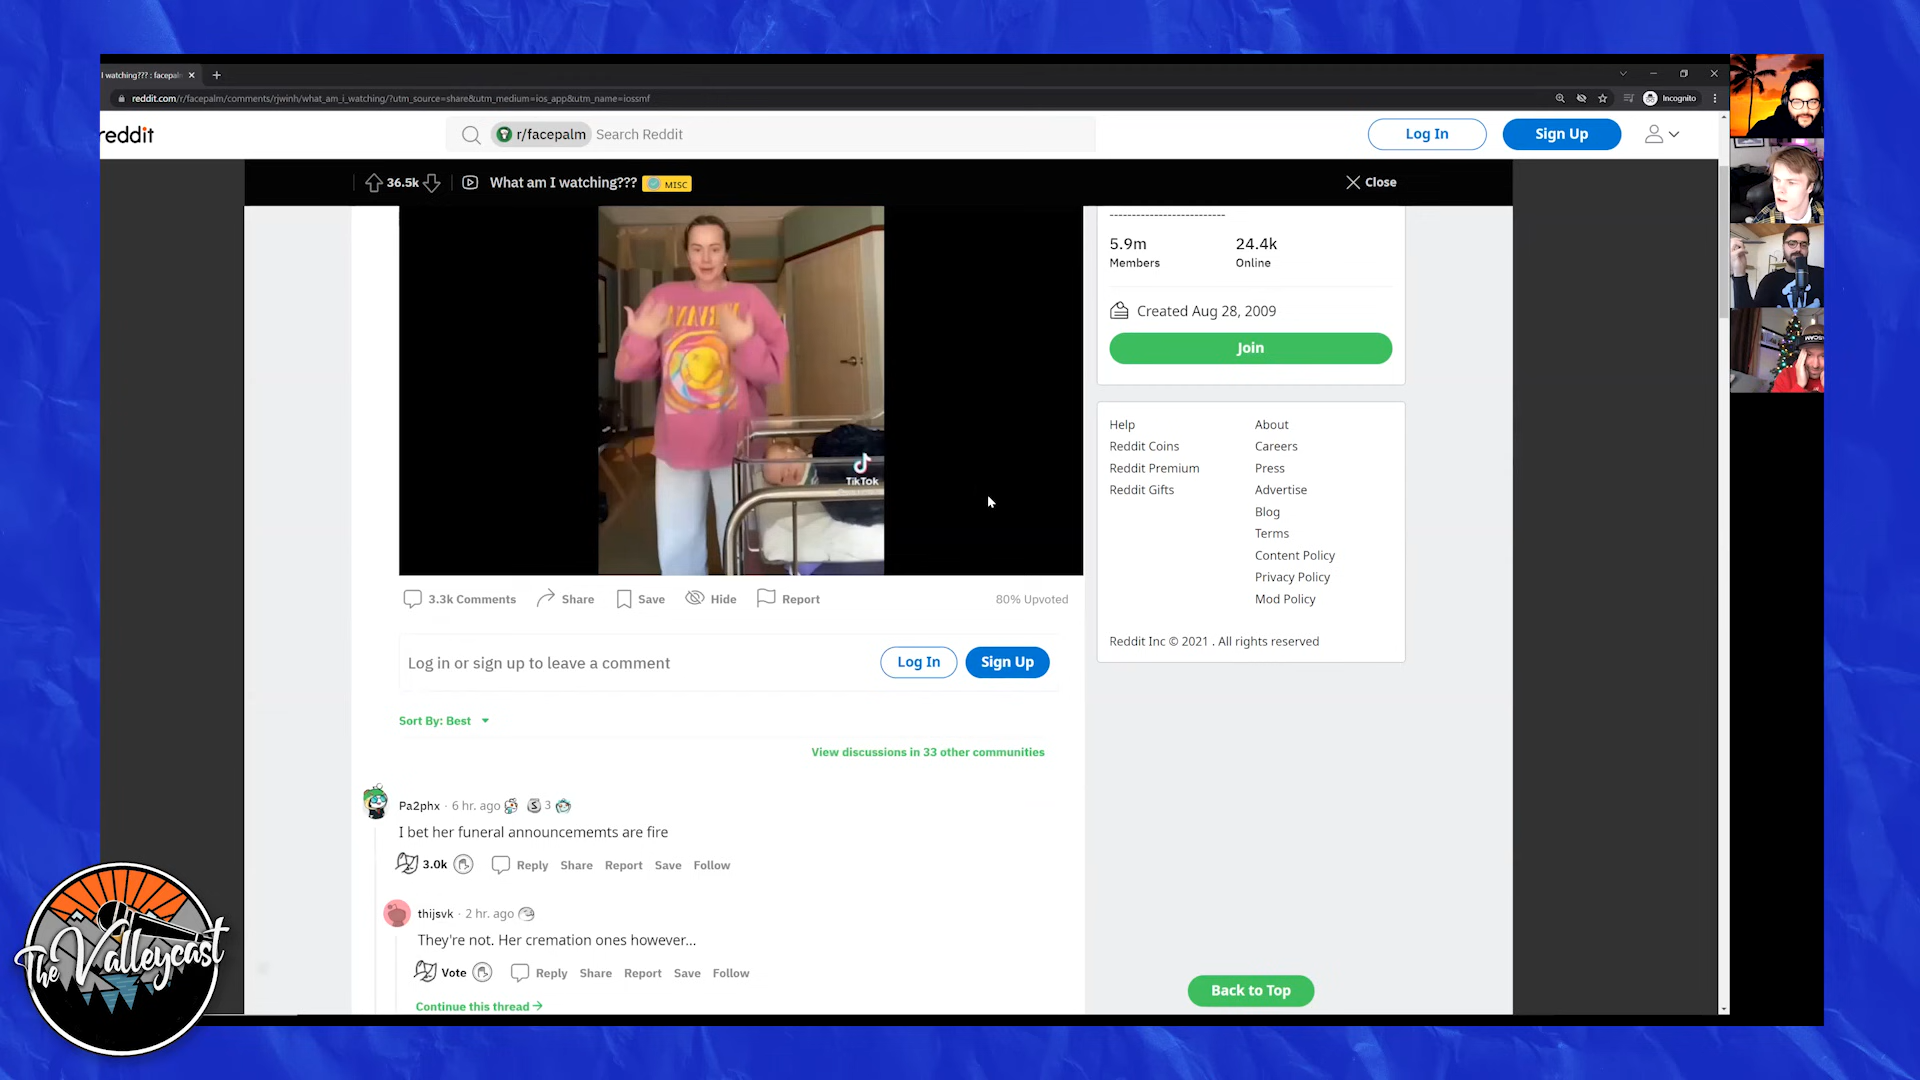 I watching??? : facepal
reddit.com/r/facepalm/comments/rjwinh/what_am_i_watching/?utm_source=share&utm_medium=ios_app&utm_name=iossmf
Incognito
reddit
r/facepalm Search Reddit
Log In
Sign Up
36.5k
What am I watching???
MISC
Close
NIRVANA
TikTok
--------------------------
5.9m
24.4k
Members
Online
Created Aug 28, 2009
Join
Help
About
Reddit Coins
Careers
Reddit Premium
Press
Reddit Gifts
Advertise
Blog
Terms
Content Policy
Privacy Policy
Mod Policy
Reddit Inc © 2021 . All rights reserved
3.3k Comments
Share
Save
Hide
Report
80% Upvoted
Log in or sign up to leave a comment
Log In
Sign Up
Sort By: Best
View discussions in 33 other communities
Pa2phx · 6 hr. ago
S 3
I bet her funeral announcememts are fire
3.0k
Reply
Share
Report
Save
Follow
thijsvk · 2 hr. ago
They're not. Her cremation ones however...
Vote
Reply
Share
Report
Save
Follow
Continue this thread →
Back to Top
The Valleycast